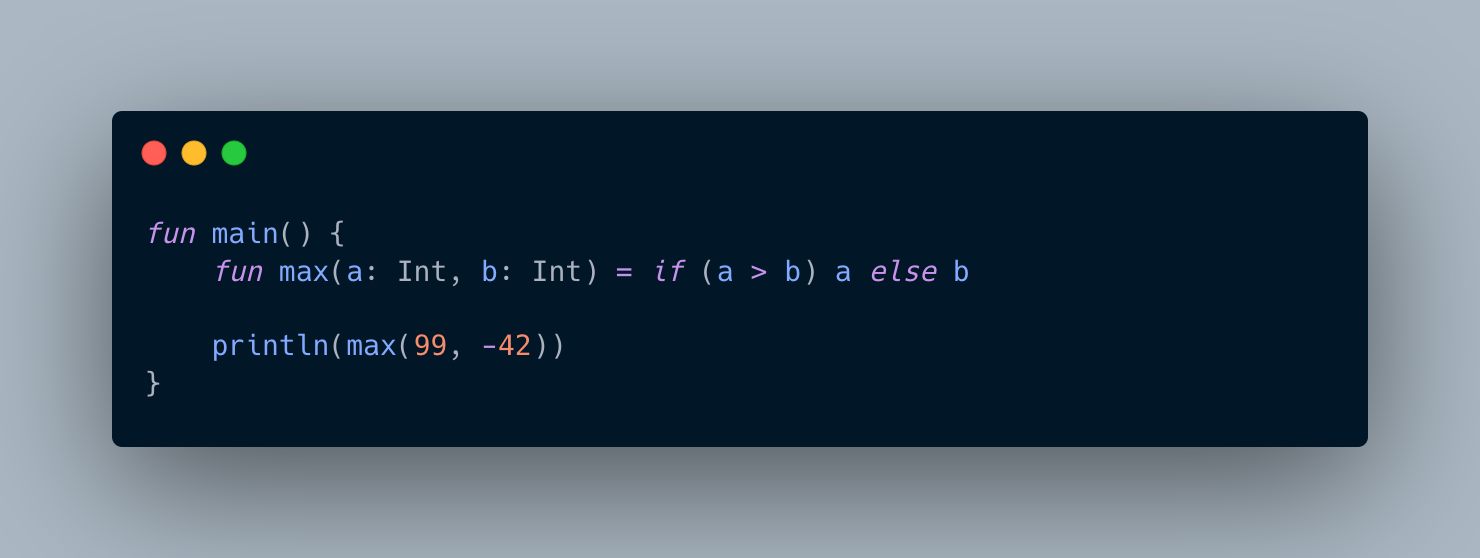 fun main() {
    fun max(a: Int, b: Int) = if (a > b) a else b

    println(max(99, -42))
}